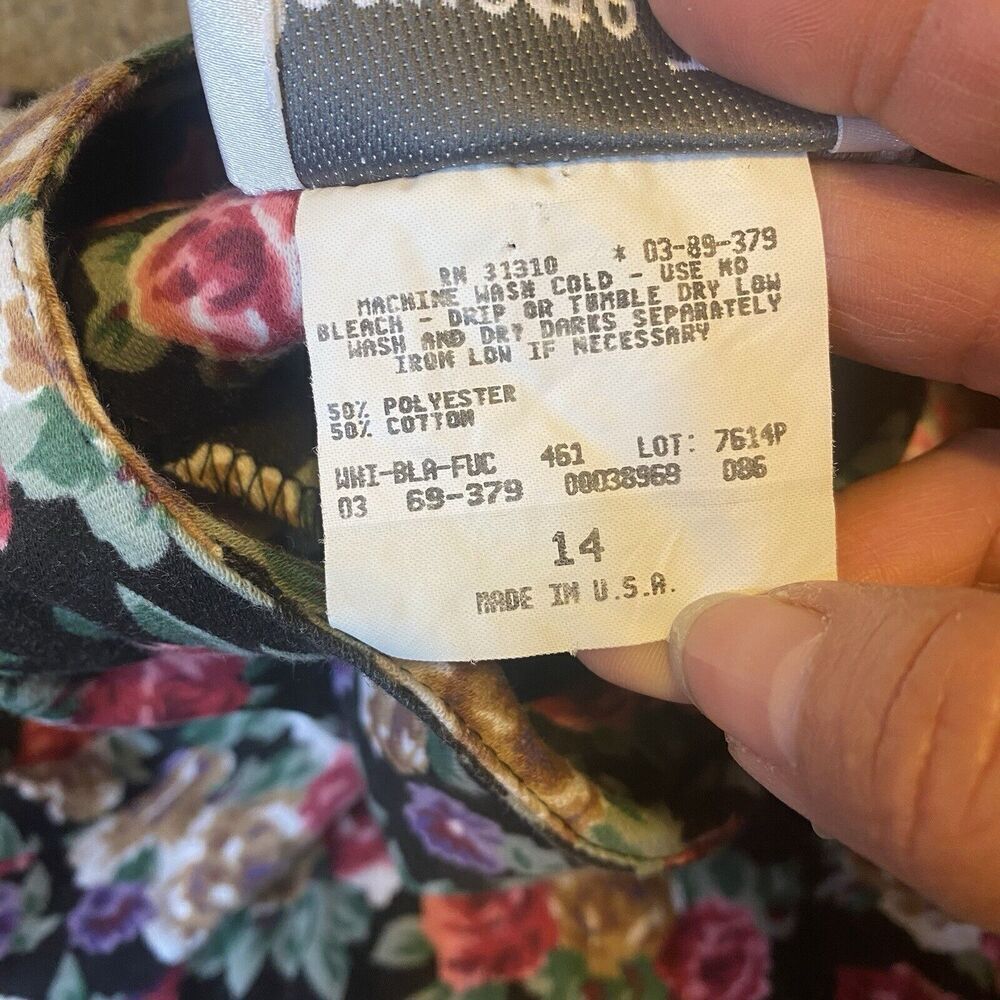 RN 31310 * 03-89-379
MACHINE WASH COLD - USE NO
BLEACH - DRIP OR TUMBLE DRY LOW
WASH AND DRY DARKS SEPARATELY
IRON LOW IF NECESSARY
50% POLYESTER
50% COTTON
WHI-BLA-FUC 461 LOT: 7614P
03 69-379 00038969 086
14
MADE IN U.S.A.